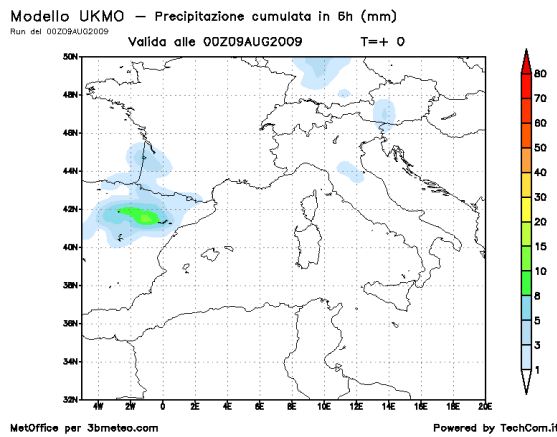 Modello UKMO – Precipitazione cumulata in 6h (mm)
Run del 00Z09AUG2009
Valida alle 00Z09AUG2009 T=+ 0
50N
48N
46N
44N
42N
40N
38N
36N
34N
32N
4W 2W 0 2E 4E 6E 8E 10E 12E 14E 16E 18E 20E
80
70
60
50
40
30
20
15
10
8
5
3
1
MetOffice per 3bmeteo.com
Powered by TechCom.it